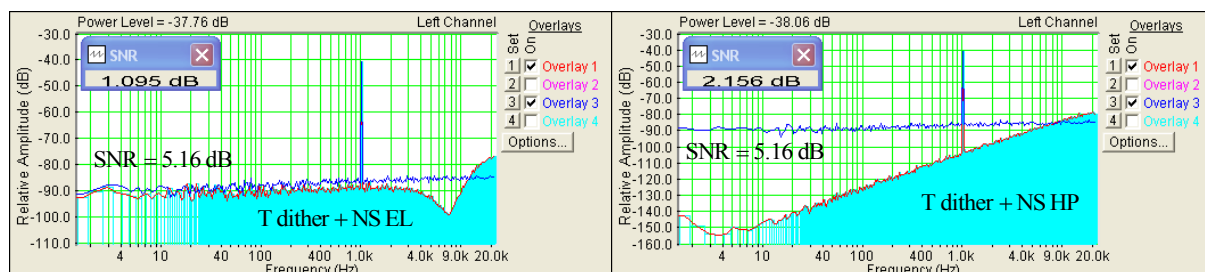 Power Level = -37.76 dB
Left Channel
Overlays
Set
On
SNR
1.095 dB
1 Overlay 1
2 Overlay 2
3 Overlay 3
4 Overlay 4
Options...
Relative Amplitude (dB)
-30.0
-40.0
-50.0
-60.0
-70.0
-80.0
-90.0
-100.0
-110.0
SNR = 5.16 dB
T dither + NS EL
4 10 40 100 400 1.0k 4.0k 9.0k 20.0k
Frequency (Hz)
Power Level = -38.06 dB
Left Channel
Overlays
Set
On
SNR
2.156 dB
1 Overlay 1
2 Overlay 2
3 Overlay 3
4 Overlay 4
Options...
Relative Amplitude (dB)
-30.0
-40.0
-50.0
-60.0
-70.0
-80.0
-90.0
-100.0
-110.0
-120.0
-130.0
-140.0
-150.0
-160.0
SNR = 5.16 dB
T dither + NS HP
4 10 40 100 400 1.0k 4.0k 9.0k 20.0k
Frequency (Hz)